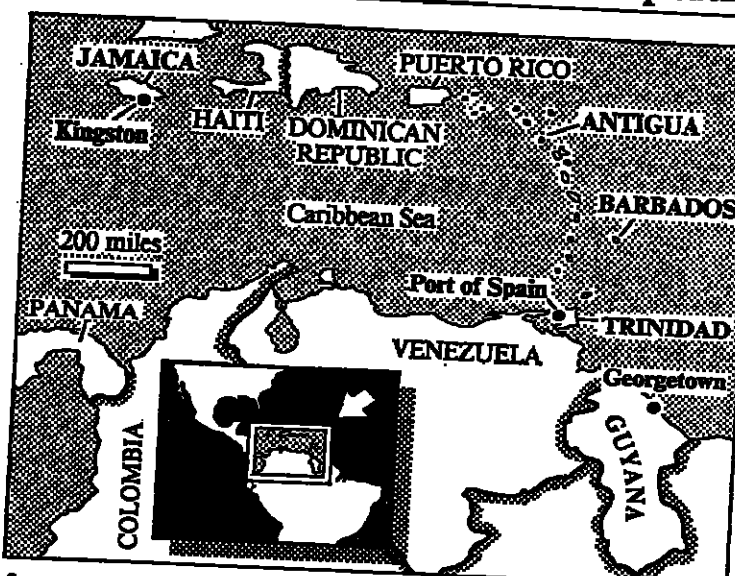 JAMAICA
PUERTO RICO
Kingston
HAITI
DOMINICAN
REPUBLIC
ANTIGUA
Caribbean Sea
BARBADOS
200 miles
Port of Spain
PANAMA
TRINIDAD
VENEZUELA
Georgetown
COLOMBIA
GUYANA